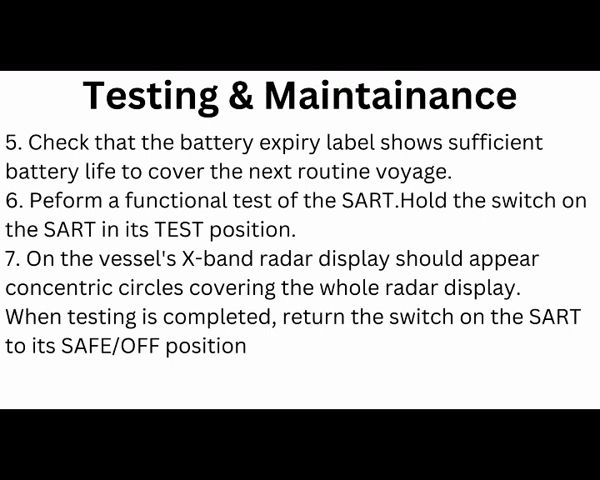 Testing & Maintainance
5. Check that the battery expiry label shows sufficient
battery life to cover the next routine voyage.
6. Peform a functional test of the SART.Hold the switch on
the SART in its TEST position.
7. On the vessel's X-band radar display should appear
concentric circles covering the whole radar display.
When testing is completed, return the switch on the SART
to its SAFE/OFF position